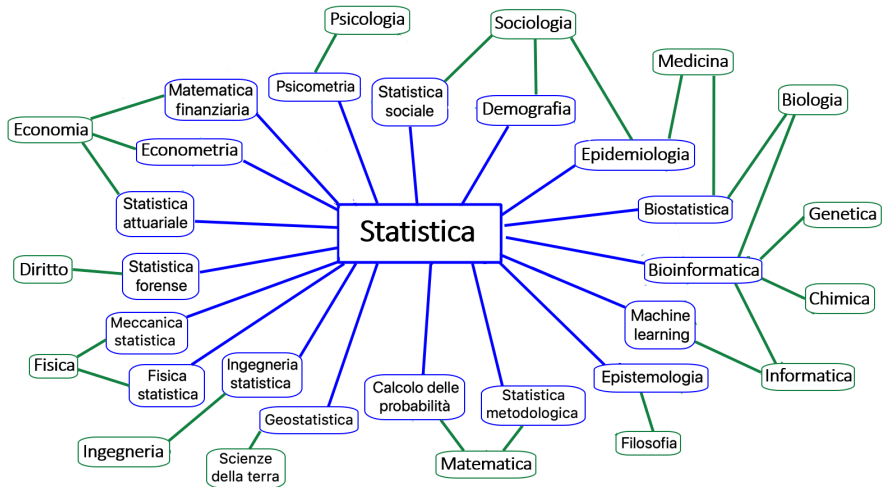 Psicologia
Sociologia
Medicina
Biologia
Matematica
finanziaria
Psicometria
Statistica
sociale
Demografia
Economia
Econometria
Epidemiologia
Statistica
attuariale
Biostatistica
Genetica
Statistica
Diritto
Statistica
forense
Bioinformatica
Chimica
Meccanica
statistica
Machine
learning
Fisica
Fisica
statistica
Ingegneria
statistica
Calcolo delle
probabilità
Statistica
metodologica
Epistemologia
Informatica
Geostatistica
Ingegneria
Scienze
della terra
Matematica
Filosofia